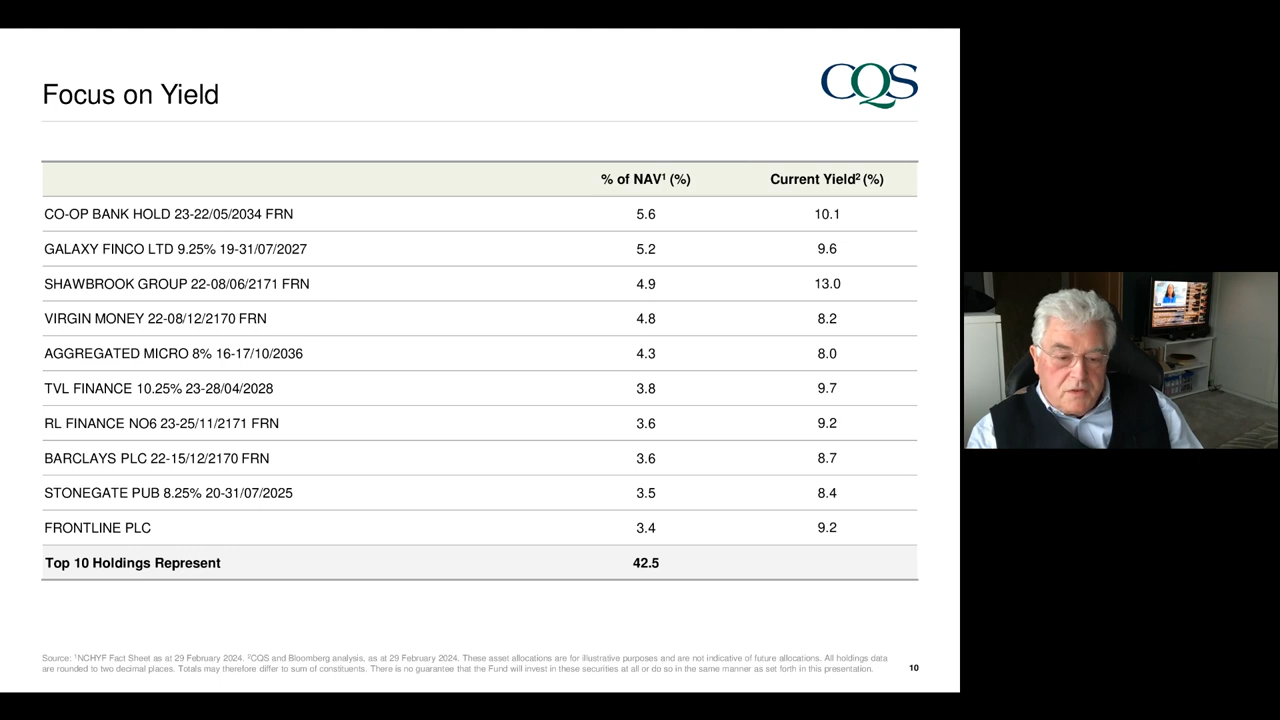 Focus on Yield
CQS
% of NAV¹ (%) Current Yield² (%)
CO-OP BANK HOLD 23-22/05/2034 FRN 5.6 10.1
GALAXY FINCO LTD 9.25% 19-31/07/2027 5.2 9.6
SHAWBROOK GROUP 22-08/06/2171 FRN 4.9 13.0
VIRGIN MONEY 22-08/12/2170 FRN 4.8 8.2
AGGREGATED MICRO 8% 16-17/10/2036 4.3 8.0
TVL FINANCE 10.25% 23-28/04/2028 3.8 9.7
RL FINANCE NO6 23-25/11/2171 FRN 3.6 9.2
BARCLAYS PLC 22-15/12/2170 FRN 3.6 8.7
STONEGATE PUB 8.25% 20-31/07/2025 3.5 8.4
FRONTLINE PLC 3.4 9.2
Top 10 Holdings Represent 42.5
Source: ¹NCHYF Fact Sheet as at 29 February 2024. ²CQS and Bloomberg analysis, as at 29 February 2024. These asset allocations are for illustrative purposes and are not indicative of future allocations. All holdings data
are rounded to two decimal places. Totals may therefore differ to sum of constituents. There is no guarantee that the Fund will invest in these securities at all or do so in the same manner as set forth in this presentation.
10